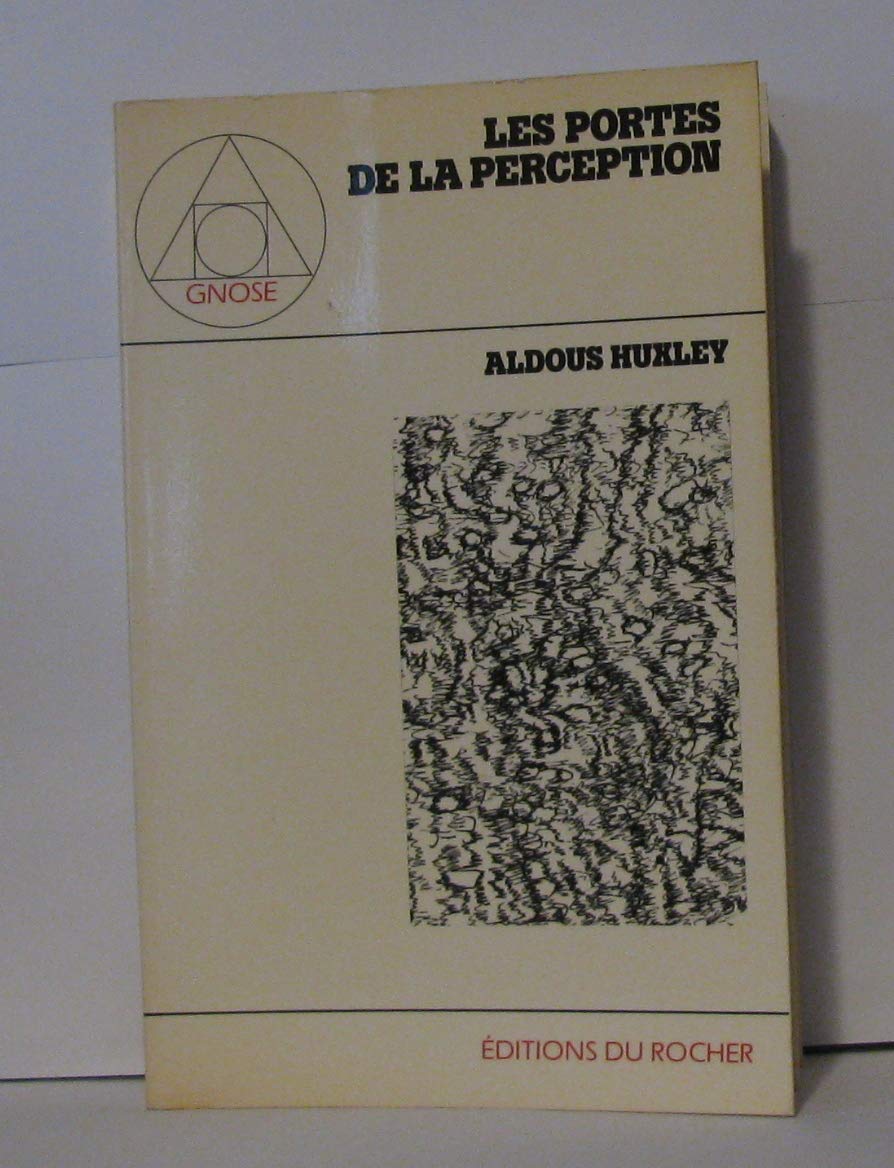 LES PORTES
DE LA PERCEPTION
GNOSE
ALDOUS HUXLEY
ÉDITIONS DU ROCHER